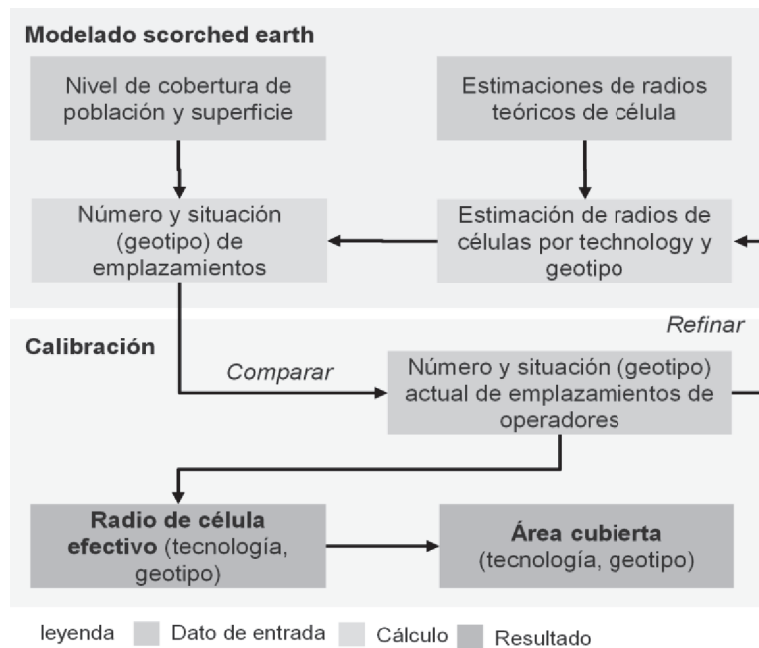 Modelado scorched earth
Nivel de cobertura de
población y superficie
Estimaciones de radios
teóricos de célula
Número y situación
(geotipo) de
emplazamientos
Estimación de radios de
células por technology y
geotipo
Refinar
Calibración
Comparar
Número y situación (geotipo)
actual de emplazamientos de
operadores
Radio de célula
efectivo (tecnología,
geotipo)
Área cubierta
(tecnología, geotipo)
leyenda
Dato de entrada
Cálculo
Resultado